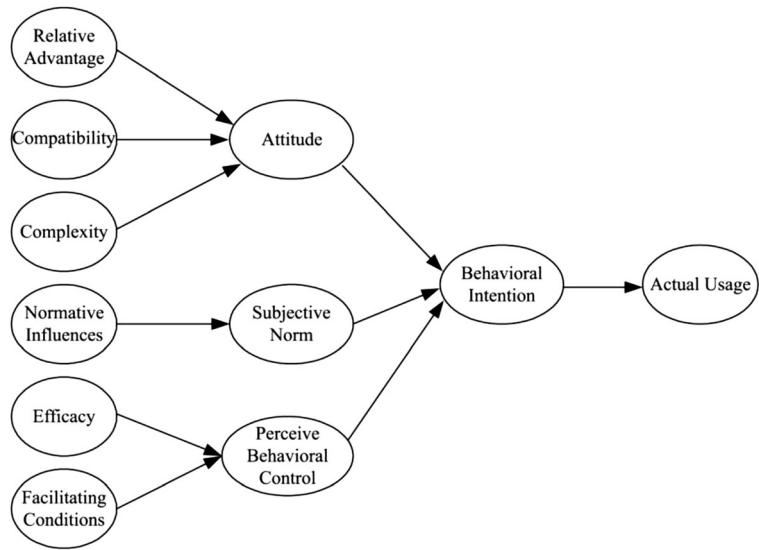 Relative
Advantage
Compatibility
Attitude
Complexity
Behavioral
Intention
Actual Usage
Normative
Influences
Subjective
Norm
Efficacy
Perceive
Behavioral
Control
Facilitating
Conditions